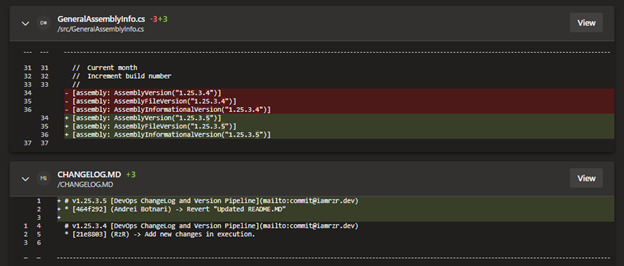 GeneralAssemblyInfo.cs -3+3
/src/GeneralAssemblyInfo.cs
View
--- ---
31 31 // Current month
32 32 // Increment build number
33 33 //
34 - [assembly: AssemblyVersion("1.25.3.4")]
35 - [assembly: AssemblyFileVersion("1.25.3.4")]
36 - [assembly: AssemblyInformationalVersion("1.25.3.4")]
34 + [assembly: AssemblyVersion("1.25.3.5")]
35 + [assembly: AssemblyFileVersion("1.25.3.5")]
36 + [assembly: AssemblyInformationalVersion("1.25.3.5")]
37 37
CHANGELOG.MD +3
/CHANGELOG.MD
View
1 + # v1.25.3.5 [DevOps ChangeLog and Version Pipeline](mailto:commit@iamrzr.dev)
2 + * [464f292] (Andrei Botnari) -> Revert "Updated README.MD"
3 +
1 4 # v1.25.3.4 [DevOps ChangeLog and Version Pipeline](mailto:commit@iamrzr.dev)
2 5 * [21e8803] (RzR) -> Add new changes in execution.
3 6
--- ---